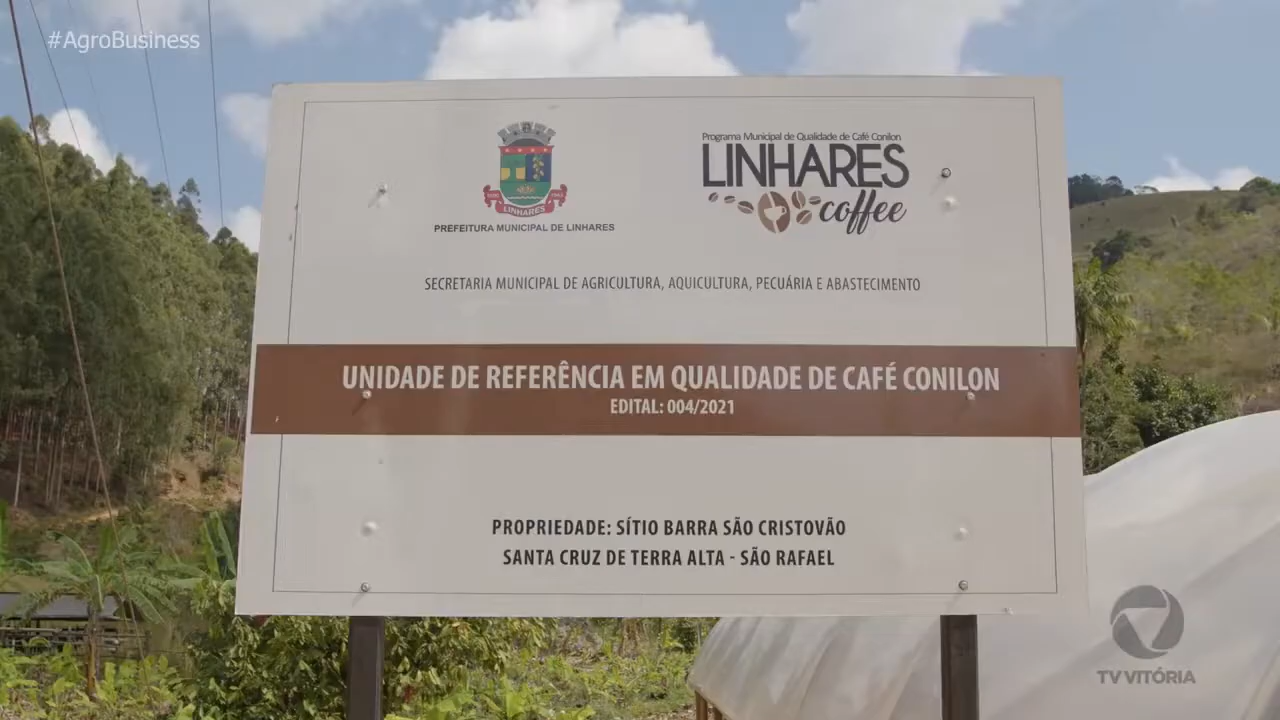 #AgroBusiness
Programa Municipal de Qualidade de Café Conilon
LINHARES
coffee
LINHARES
PREFEITURA MUNICIPAL DE LINHARES
SECRETARIA MUNICIPAL DE AGRICULTURA, AQUICULTURA, PECUÁRIA E ABASTECIMENTO
UNIDADE DE REFERÊNCIA EM QUALIDADE DE CAFÉ CONILON
EDITAL: 004/2021
PROPRIEDADE: SÍTIO BARRA SÃO CRISTOVÃO
SANTA CRUZ DE TERRA ALTA - SÃO RAFAEL
TV VITÓRIA